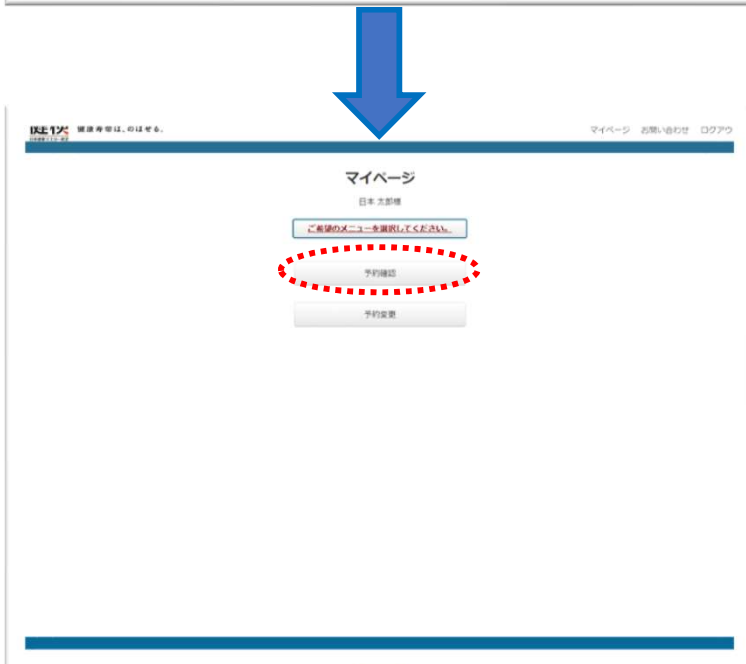 健康寿命は、のばせる。
マイページ お問い合わせ ログアウ
マイページ
日本 太郎様
ご希望のメニューを選択してください。
予約確認
予約変更